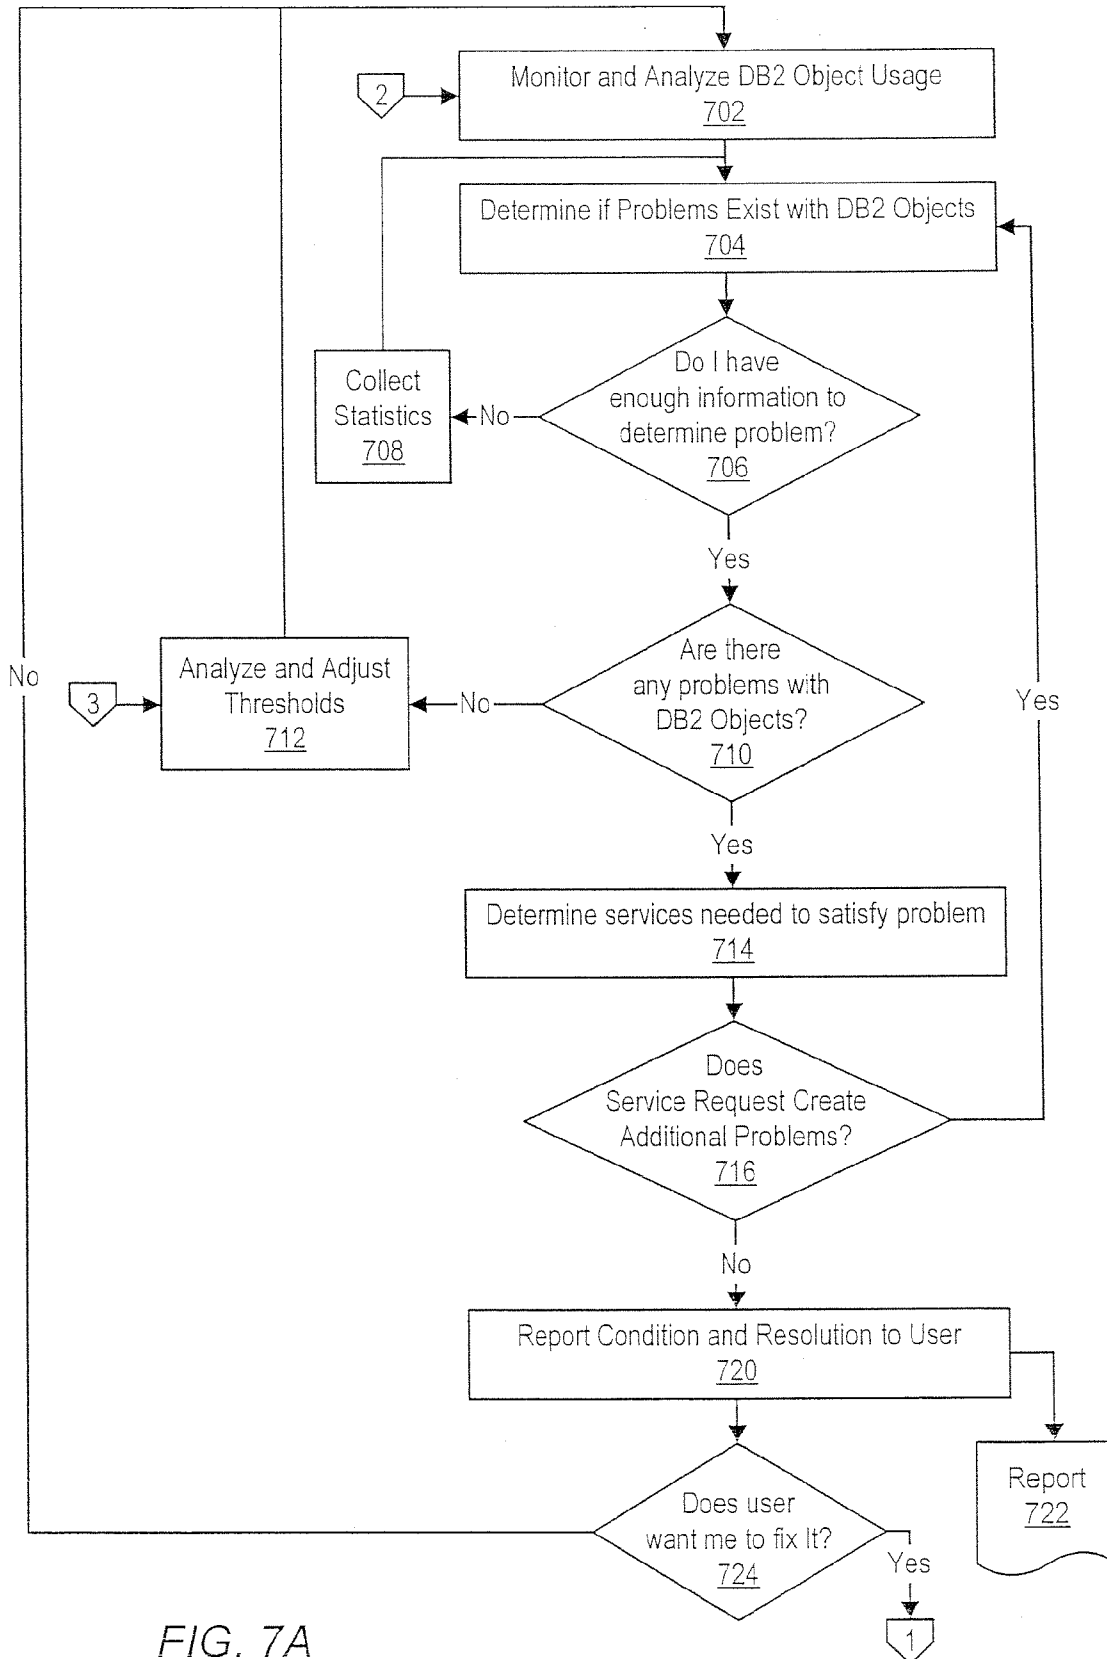 Monitor and Analyze DB2 Object Usage
702
2
Determine if Problems Exist with DB2 Objects
704
Do I have
enough information to
determine problem?
706
No
Collect
Statistics
708
Yes
Are there
any problems with
DB2 Objects?
710
No
Analyze and Adjust
Thresholds
712
3
No
Yes
Yes
Determine services needed to satisfy problem
714
Does
Service Request Create
Additional Problems?
716
No
Report Condition and Resolution to User
720
Report
722
Does user
want me to fix It?
724
Yes
1
FIG. 7A